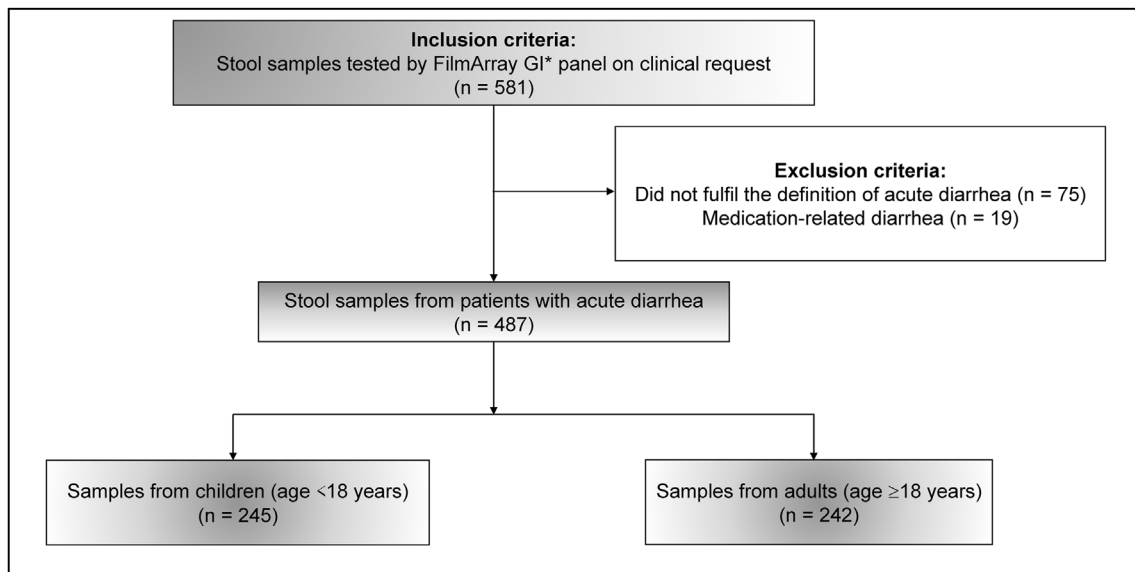 Inclusion criteria:
Stool samples tested by FilmArray GI* panel on clinical request
(n = 581)
Exclusion criteria:
Did not fulfil the definition of acute diarrhea (n = 75)
Medication-related diarrhea (n = 19)
Stool samples from patients with acute diarrhea
(n = 487)
Samples from children (age <18 years)
(n = 245)
Samples from adults (age ≥18 years)
(n = 242)